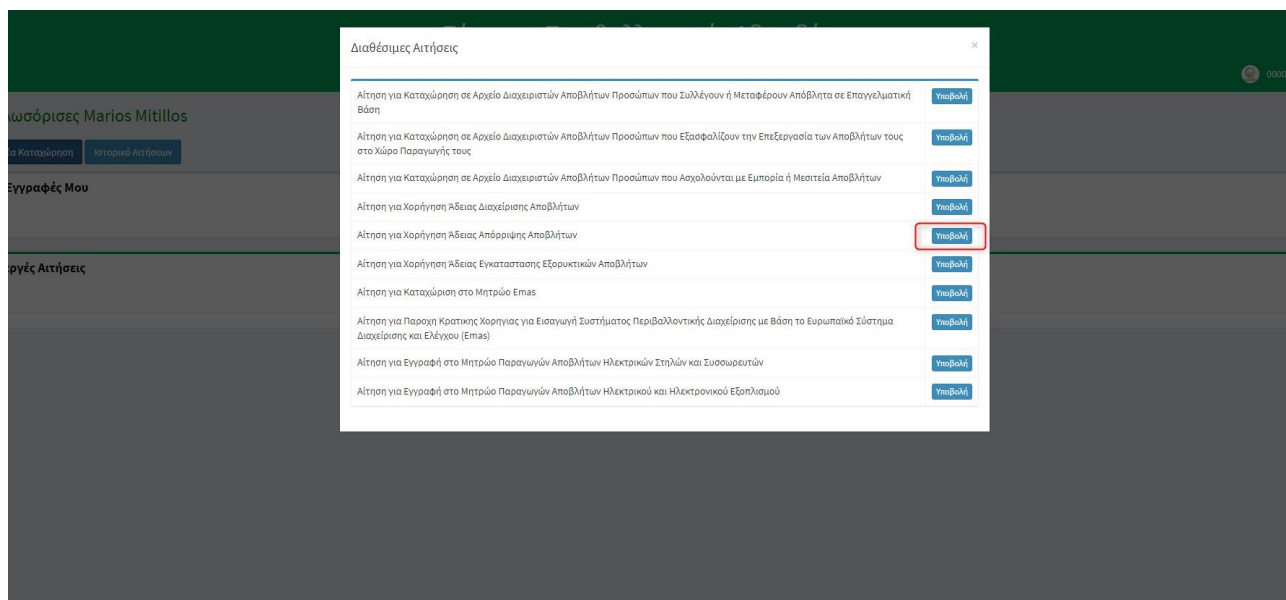 Διαθέσιμες Αιτήσεις
×
0000
Marios Mitillos
Καταχώρηση
Ιστορικό Αιτήσεων
Εγγραφές Μου
Αιτήσεις
Αίτηση για Καταχώρηση σε Αρχείο Διαχειριστών Αποβλήτων Προσώπων που Συλλέγουν ή Μεταφέρουν Απόβλητα σε Επαγγελματική
Βάση
Υποβολή
Αίτηση για Καταχώρηση σε Αρχείο Διαχειριστών Αποβλήτων Προσώπων που Εξασφαλίζουν την Επεξεργασία των Αποβλήτων τους
στο Χώρο Παραγωγής τους
Υποβολή
Αίτηση για Καταχώρηση σε Αρχείο Διαχειριστών Αποβλήτων Προσώπων που Ασχολούνται με Εμπορία ή Μεσιτεία Αποβλήτων
Υποβολή
Αίτηση για Χορήγηση Άδειας Διαχείρισης Αποβλήτων
Υποβολή
Αίτηση για Χορήγηση Άδειας Απόρριψης Αποβλήτων
Υποβολή
Αίτηση για Χορήγηση Άδειας Εγκαταστασης Εξορυκτικών Αποβλήτων
Υποβολή
Αίτηση για Καταχώριση στο Μητρώο Emas
Υποβολή
Αίτηση για Παροχη Κρατικης Χορηγιας για Εισαγωγή Συστήματος Περιβαλλοντικής Διαχείρισης με Βάση το Ευρωπαϊκό Σύστημα
Διαχείρισης και Ελέγχου (Emas)
Υποβολή
Αίτηση για Εγγραφή στο Μητρώο Παραγωγών Αποβλήτων Ηλεκτρικών Στηλών και Συσσωρευτών
Υποβολή
Αίτηση για Εγγραφή στο Μητρώο Παραγωγών Αποβλήτων Ηλεκτρικού και Ηλεκτρονικού Εξοπλισμού
Υποβολή